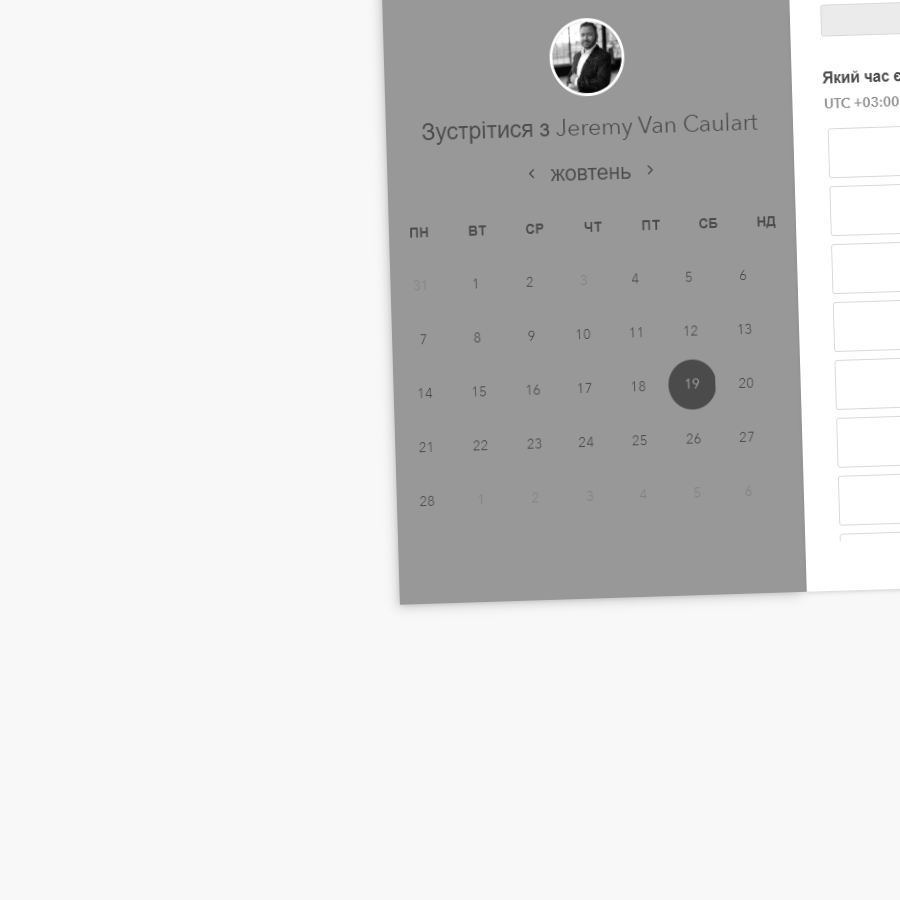 Зустрітися з Jeremy Van Caulart
‹ жовтень ›
ПН ВТ СР ЧТ ПТ СБ НД
31 1 2 3 4 5 6
7 8 9 10 11 12 13
14 15 16 17 18 19 20
21 22 23 24 25 26 27
28 1 2 3 4 5 6
Який час є
UTC +03:00